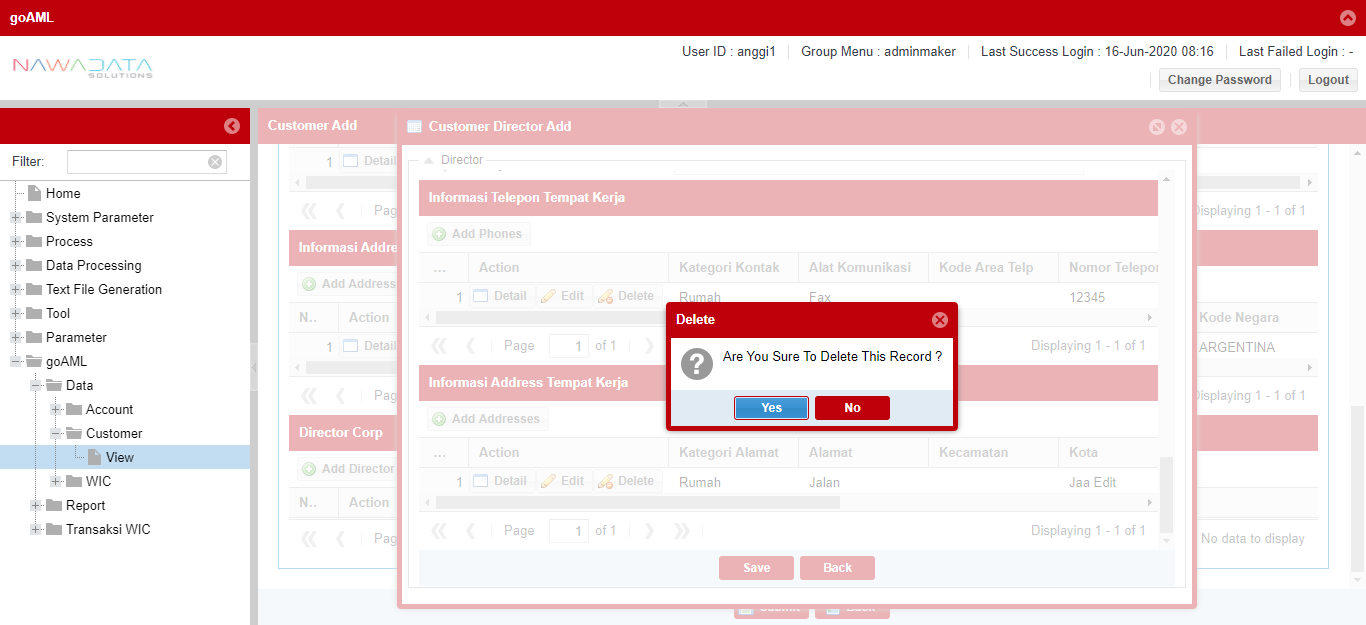 goAML
NAWADATA
SOLUTIONS
User ID : anggi1
Group Menu : adminmaker
Last Success Login : 16-Jun-2020 08:16
Last Failed Login : -
Change Password
Logout
Filter:
Home
System Parameter
Process
Data Processing
Text File Generation
Tool
Parameter
goAML
Data
Account
Customer
View
WIC
Report
Transaksi WIC
Customer Add
1 Detail
Displaying 1 - 1 of 1
Informasi Addre
Add Address
N.. Action Kode Negara
1 Detail ARGENTINA
Displaying 1 - 1 of 1
Director Corp
Add Director
N.. Action
No data to display
Submit Back
Customer Director Add
Director
Informasi Telepon Tempat Kerja
Add Phones
... Action Kategori Kontak Alat Komunikasi Kode Area Telp Nomor Telepon
1 Detail Edit Delete Rumah Fax 12345
Page 1 of 1 Displaying 1 - 1 of 1
Informasi Address Tempat Kerja
Add Addresses
... Action Kategori Alamat Alamat Kecamatan Kota
1 Detail Edit Delete Rumah Jalan Jaa Edit
Page 1 of 1 Displaying 1 - 1 of 1
Save Back
Delete
Are You Sure To Delete This Record ?
Yes No